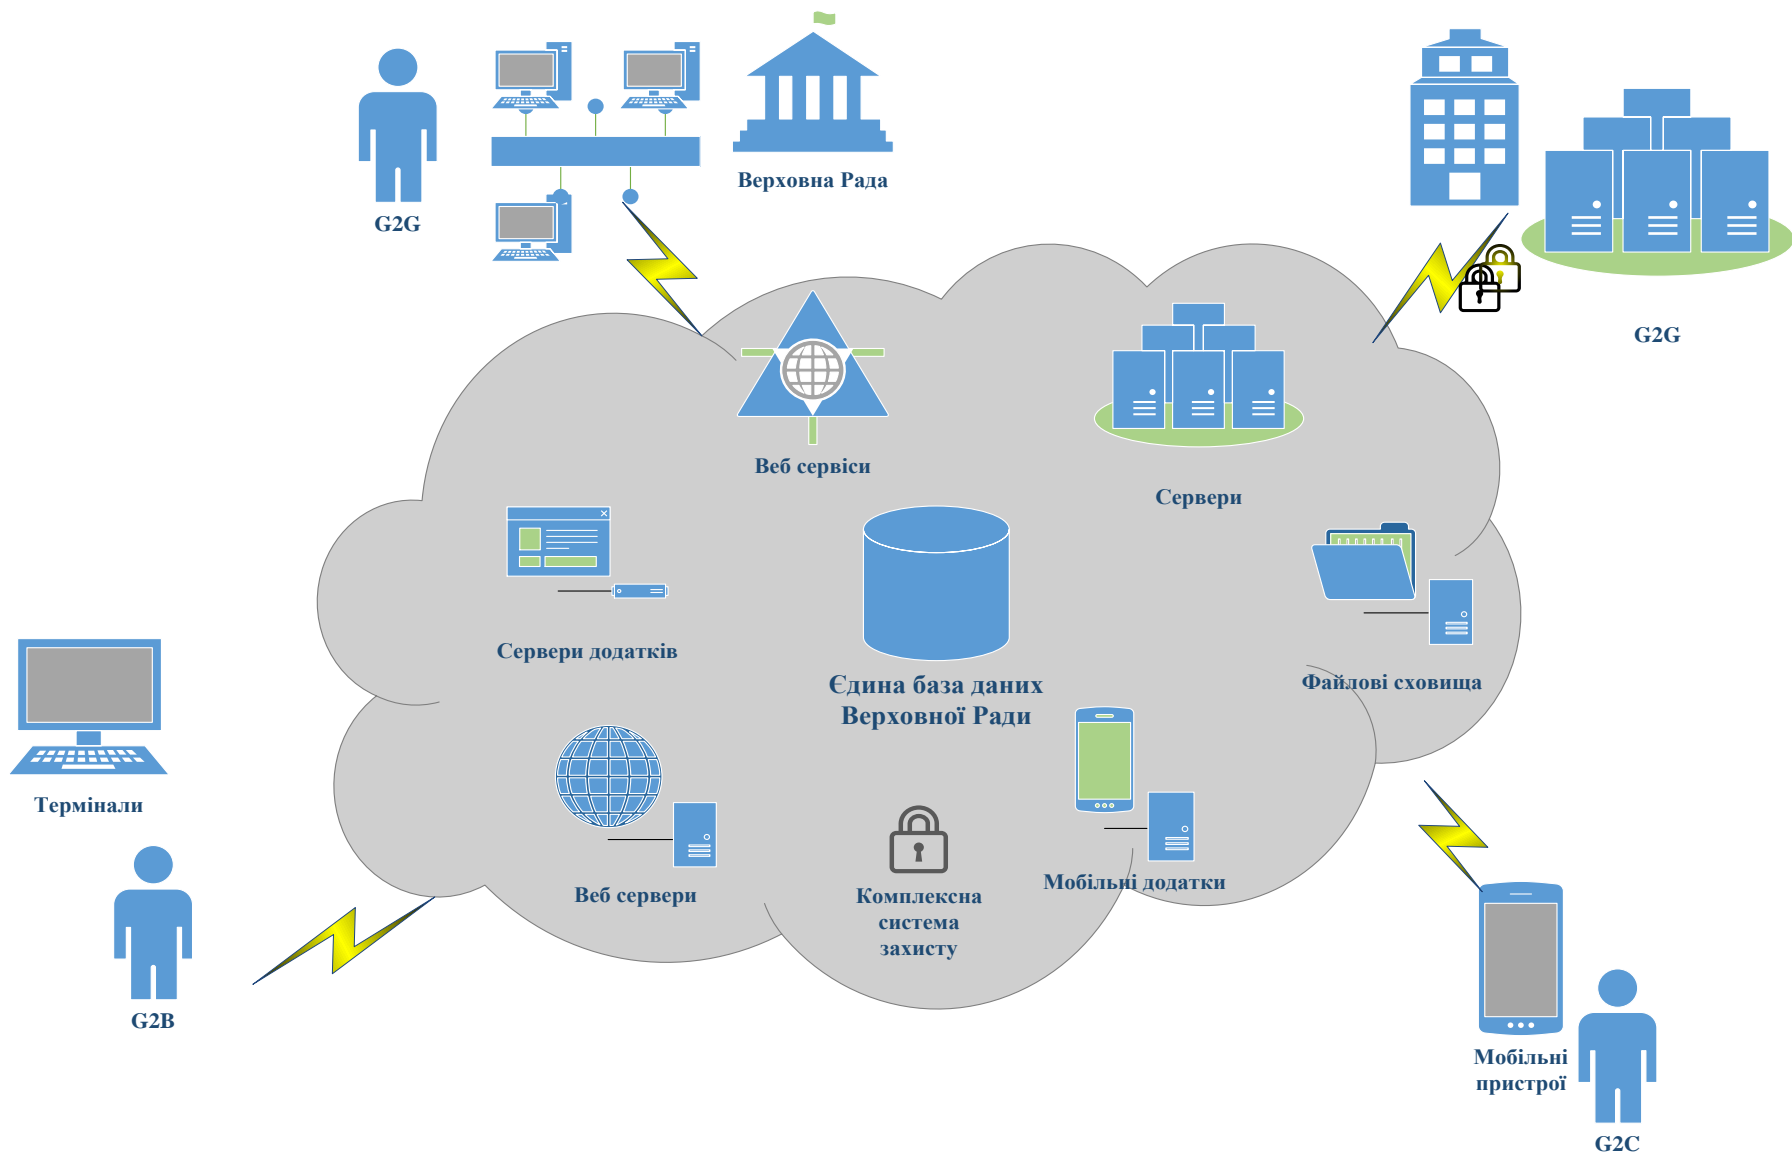 Верховна Рада
G2G
G2G
Веб сервіси
Сервери
Сервери додатків
Єдина база даних
Верховної Ради
Файлові сховища
Термінали
Веб сервери
Комплексна
система
захисту
Мобільні додатки
G2B
Мобільні
пристрої
G2C